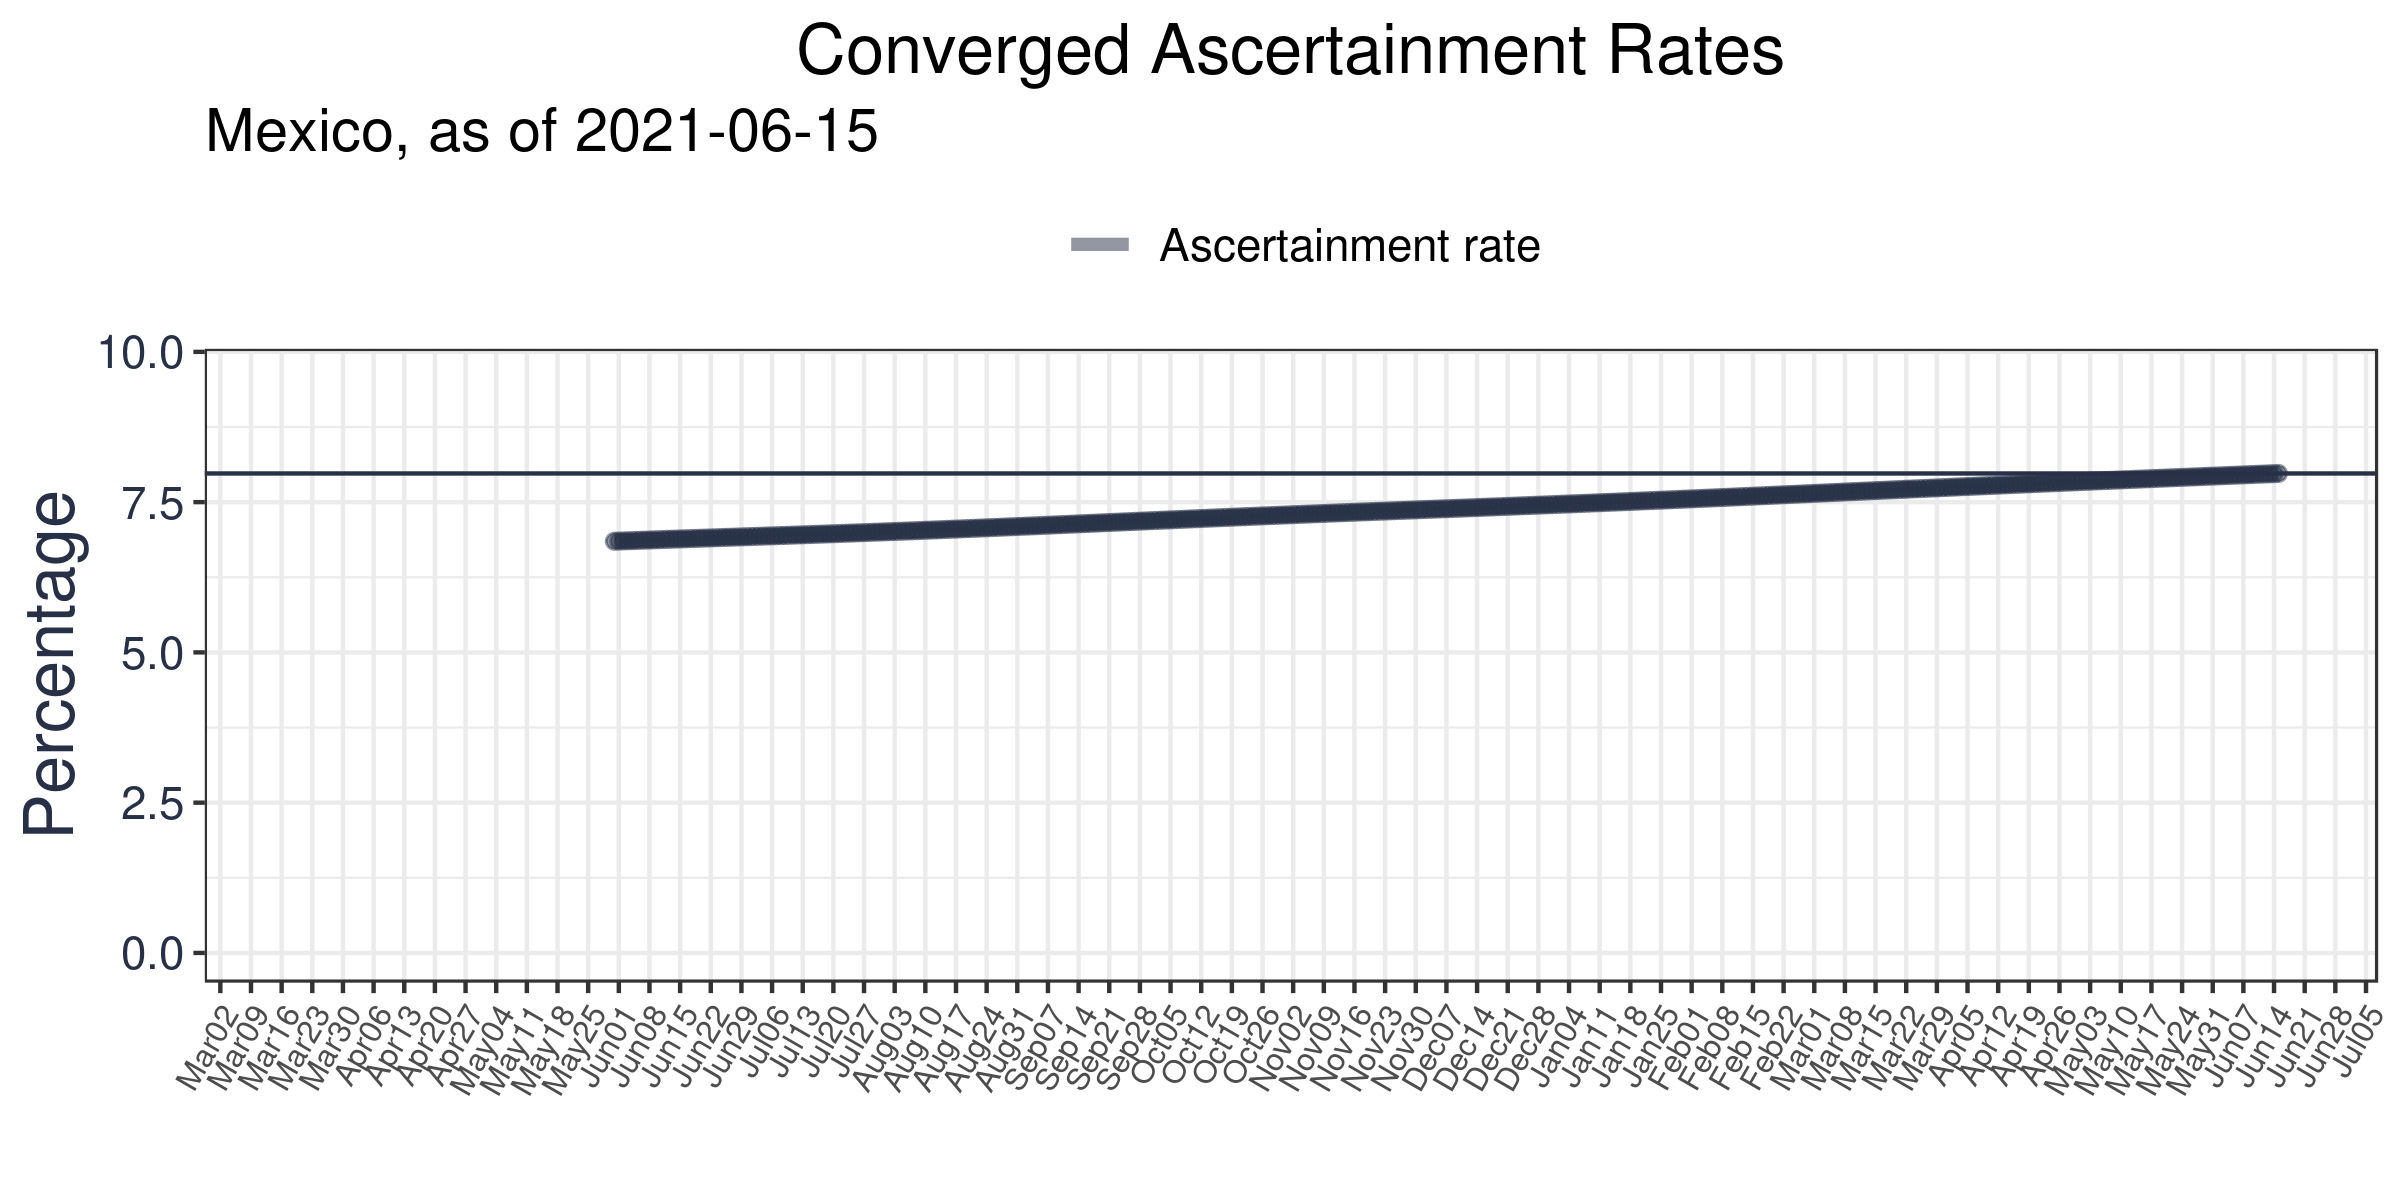 Converged Ascertainment Rates
Mexico, as of 2021-06-15
Ascertainment rate
Percentage
10.0
7.5
5.0
2.5
0.0
Mar02
Mar09
Mar16
Mar23
Mar30
Apr06
Apr13
Apr20
Apr27
May04
May11
May18
May25
Jun01
Jun08
Jun15
Jun22
Jun29
Jul06
Jul13
Jul20
Jul27
Aug03
Aug10
Aug17
Aug24
Aug31
Sep07
Sep14
Sep21
Sep28
Oct05
Oct12
Oct19
Oct26
Nov02
Nov09
Nov16
Nov23
Nov30
Dec07
Dec14
Dec21
Dec28
Jan04
Jan11
Jan18
Jan25
Feb01
Feb08
Feb15
Feb22
Mar01
Mar08
Mar15
Mar22
Mar29
Apr05
Apr12
Apr19
Apr26
May03
May10
May17
May24
May31
Jun07
Jun14
Jun21
Jun28
Jul05